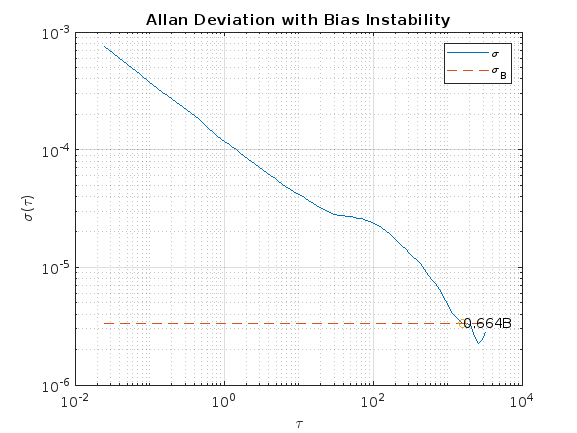 Allan Deviation with Bias Instability
10^-3
10^-4
10^-5
10^-6
σ(τ)
σ
σ_B
0.664B
10^-2
10^0
10^2
10^4
τ